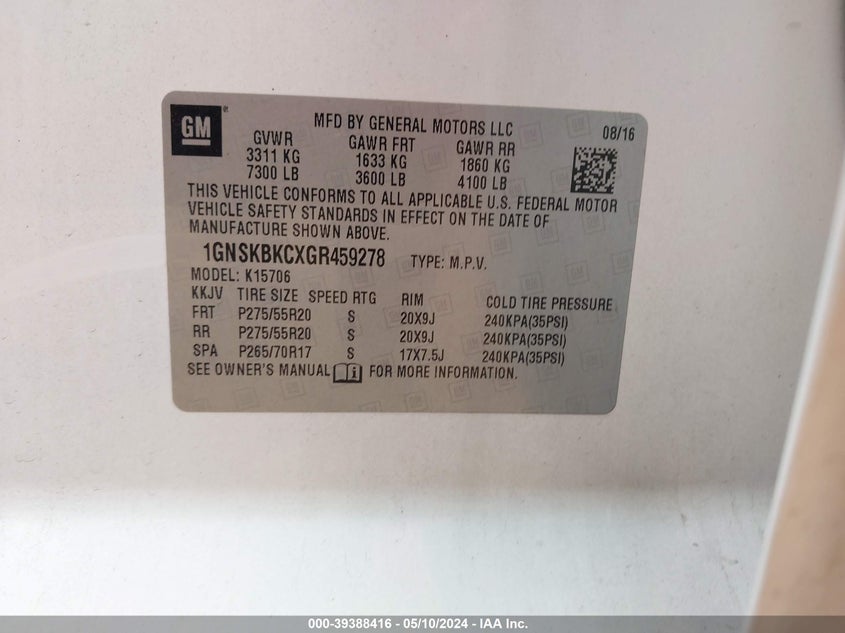 GM
MFD BY GENERAL MOTORS LLC 08/16
GVWR GAWR FRT GAWR RR
3311 KG 1633 KG 1860 KG
7300 LB 3600 LB 4100 LB
THIS VEHICLE CONFORMS TO ALL APPLICABLE U.S. FEDERAL MOTOR
VEHICLE SAFETY STANDARDS IN EFFECT ON THE DATE OF
MANUFACTURE SHOWN ABOVE.
1GNSKBKCXGR459278 TYPE: M.P.V.
MODEL: K15706
KKJV TIRE SIZE SPEED RTG RIM COLD TIRE PRESSURE
FRT P275/55R20 S 20X9J 240KPA(35PSI)
RR P275/55R20 S 20X9J 240KPA(35PSI)
SPA P265/70R17 S 17X7.5J 240KPA(35PSI)
SEE OWNER'S MANUAL FOR MORE INFORMATION.
000-39388416 - 05/10/2024 - IAA Inc.